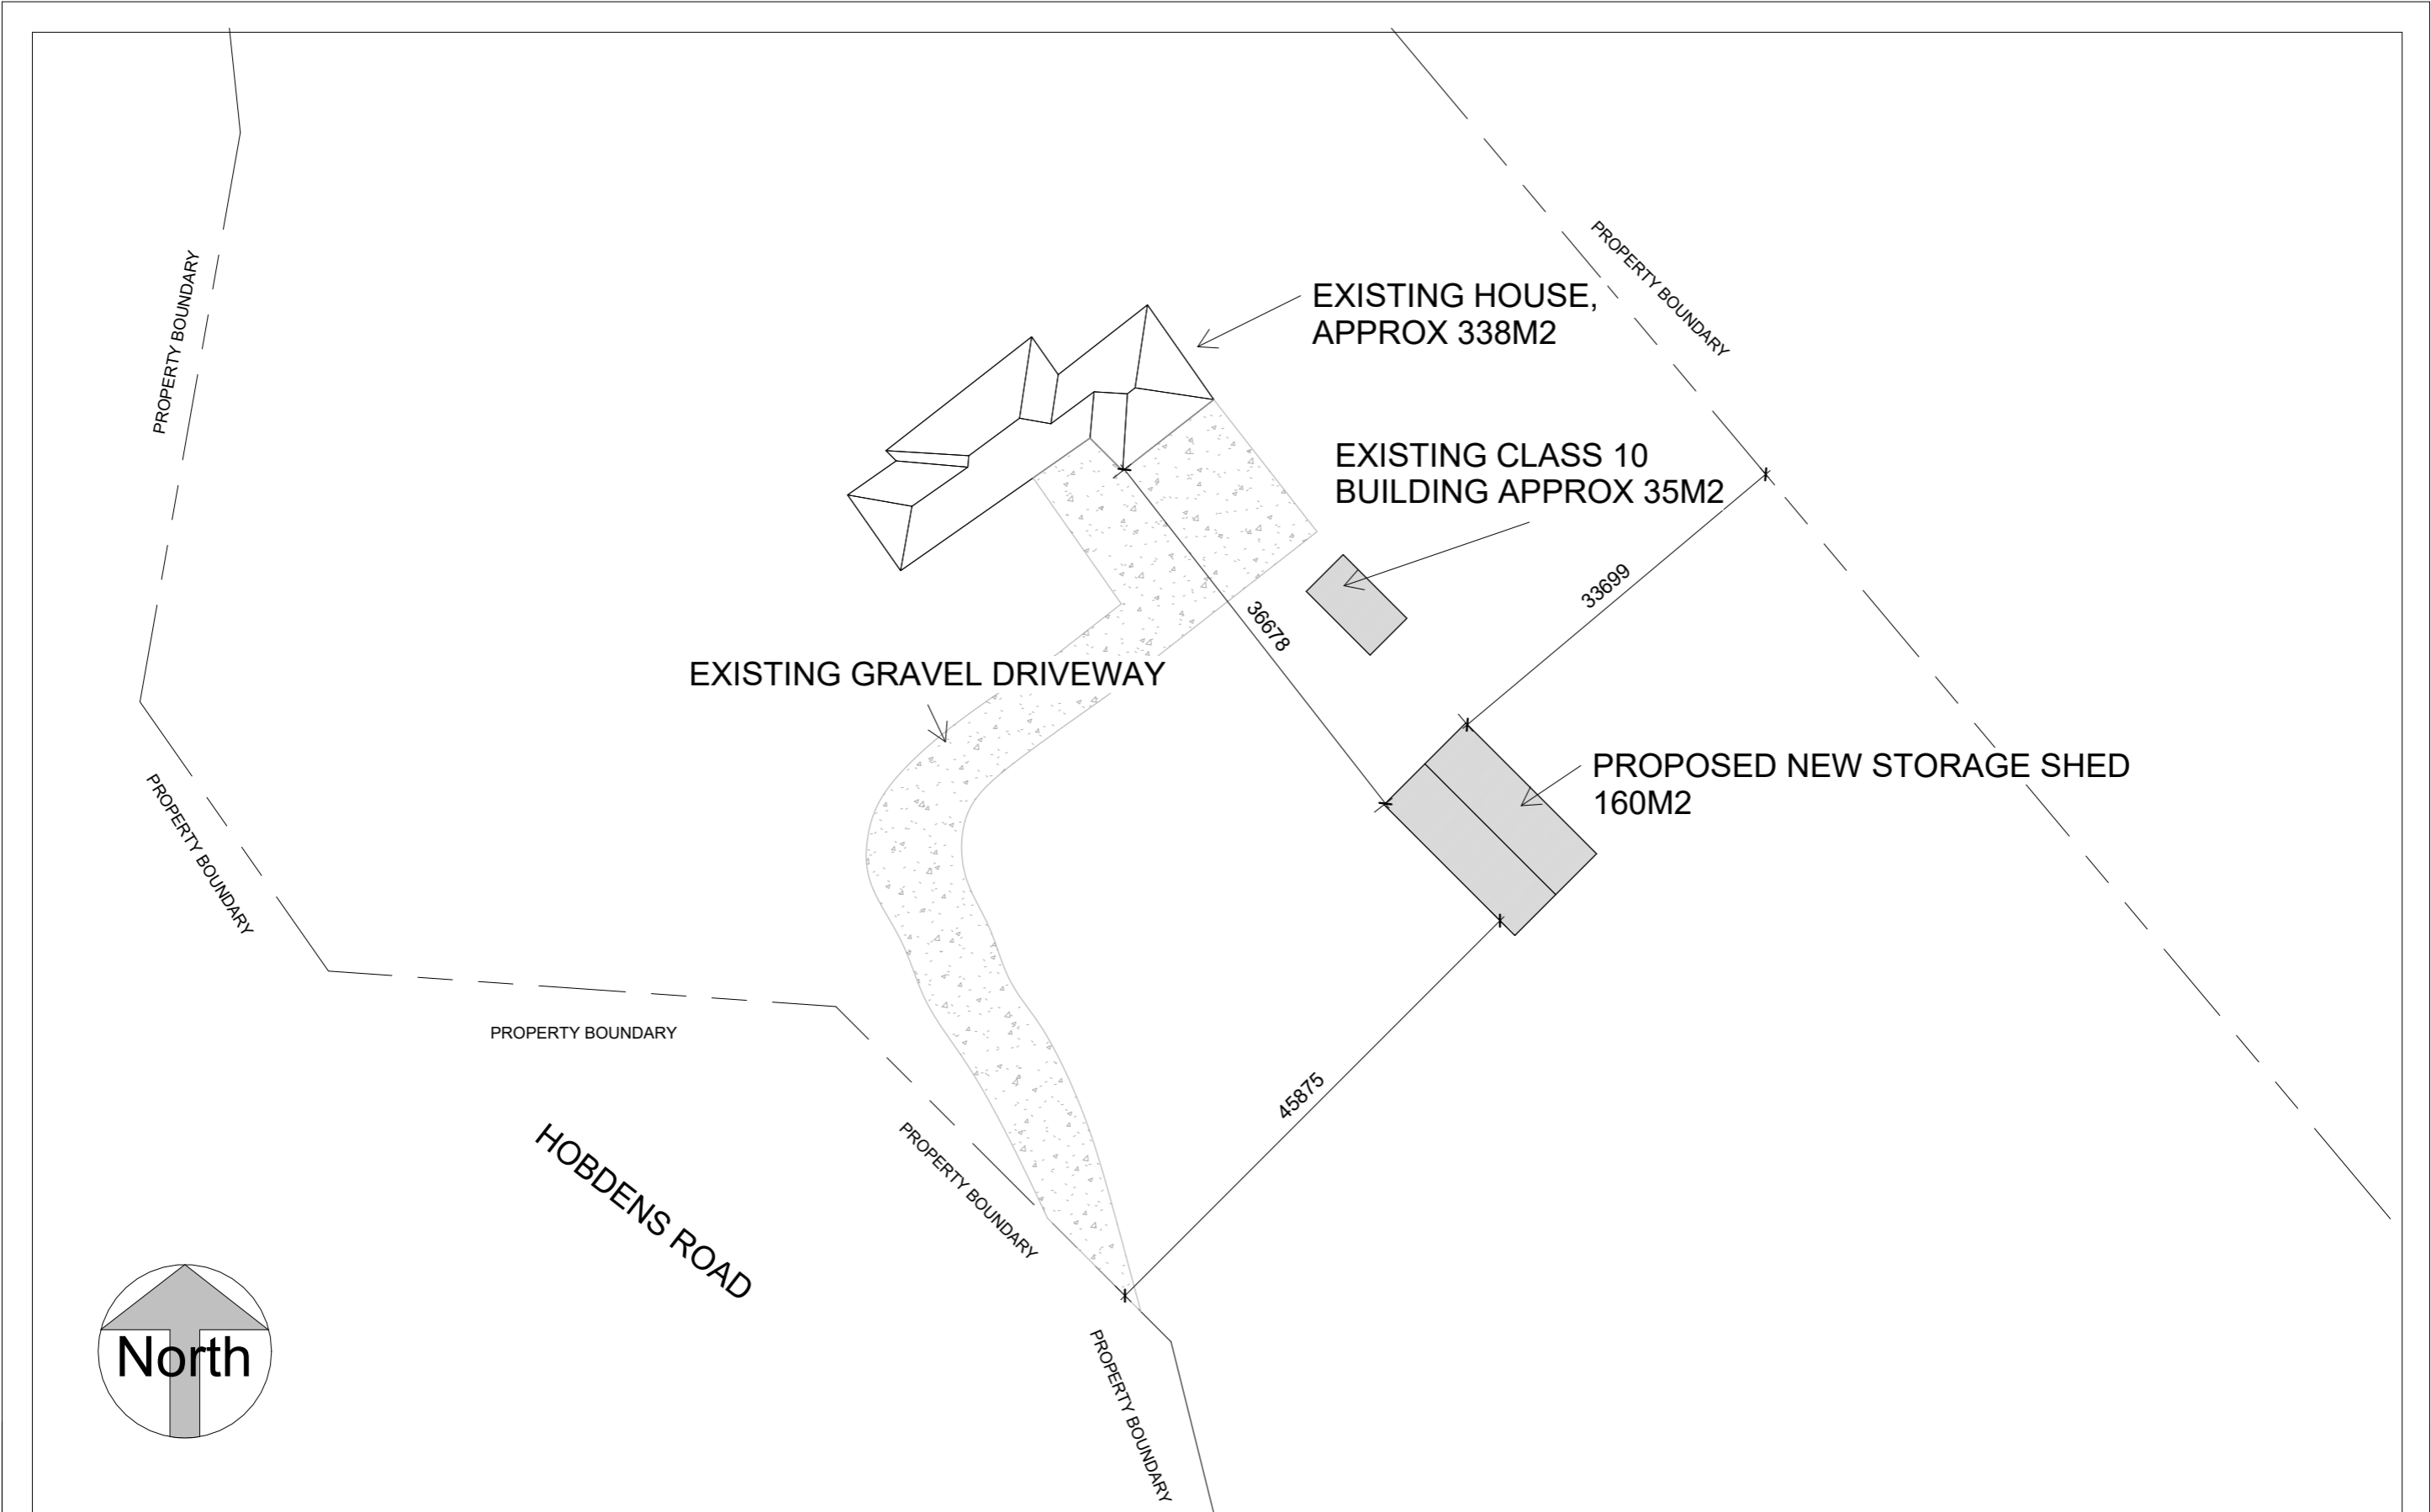 PROPERTY BOUNDARY
PROPERTY BOUNDARY
EXISTING HOUSE,
APPROX 338M2
EXISTING CLASS 10
BUILDING APPROX 35M2
33699
36678
EXISTING GRAVEL DRIVEWAY
PROPOSED NEW STORAGE SHED
160M2
PROPERTY BOUNDARY
PROPERTY BOUNDARY
45875
HOBDENS ROAD
PROPERTY BOUNDARY
North
PROPERTY BOUNDARY